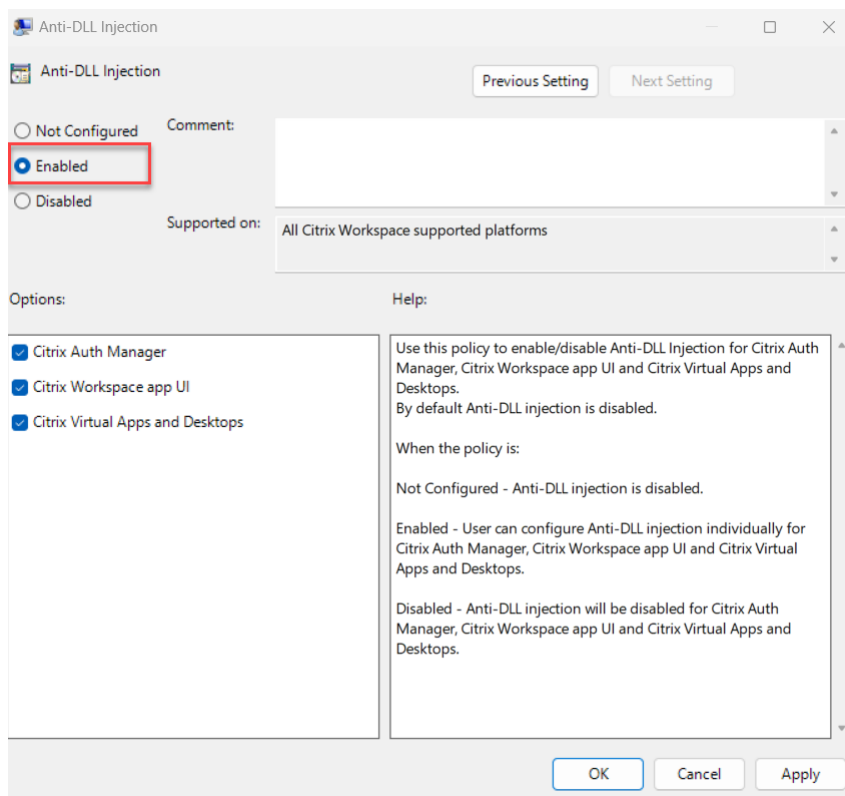 Anti-DLL Injection
Anti-DLL Injection
Previous Setting
Next Setting
Not Configured
Comment:
Enabled
Disabled
Supported on:
All Citrix Workspace supported platforms
Options:
Help:
Citrix Auth Manager
Citrix Workspace app UI
Citrix Virtual Apps and Desktops
Use this policy to enable/disable Anti-DLL Injection for Citrix Auth
Manager, Citrix Workspace app UI and Citrix Virtual Apps and
Desktops.
By default Anti-DLL injection is disabled.
When the policy is:
Not Configured - Anti-DLL injection is disabled.
Enabled - User can configure Anti-DLL injection individually for
Citrix Auth Manager, Citrix Workspace app UI and Citrix Virtual
Apps and Desktops.
Disabled - Anti-DLL injection will be disabled for Citrix Auth
Manager, Citrix Workspace app UI and Citrix Virtual Apps and
Desktops.
OK
Cancel
Apply